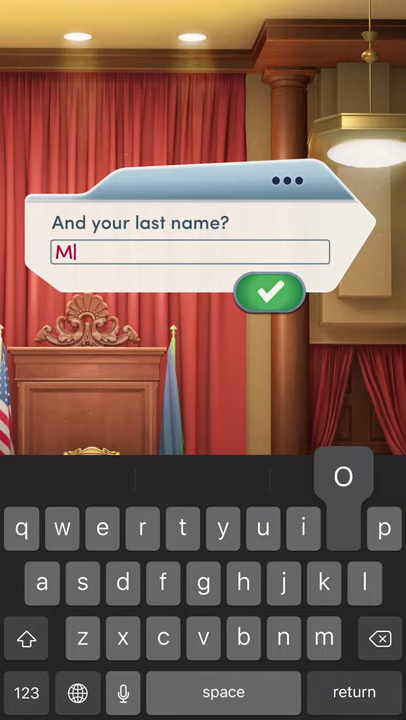 And your last name?
M
O
q w e r t y u i p
a s d f g h j k l
z x c v b n m
123 space return